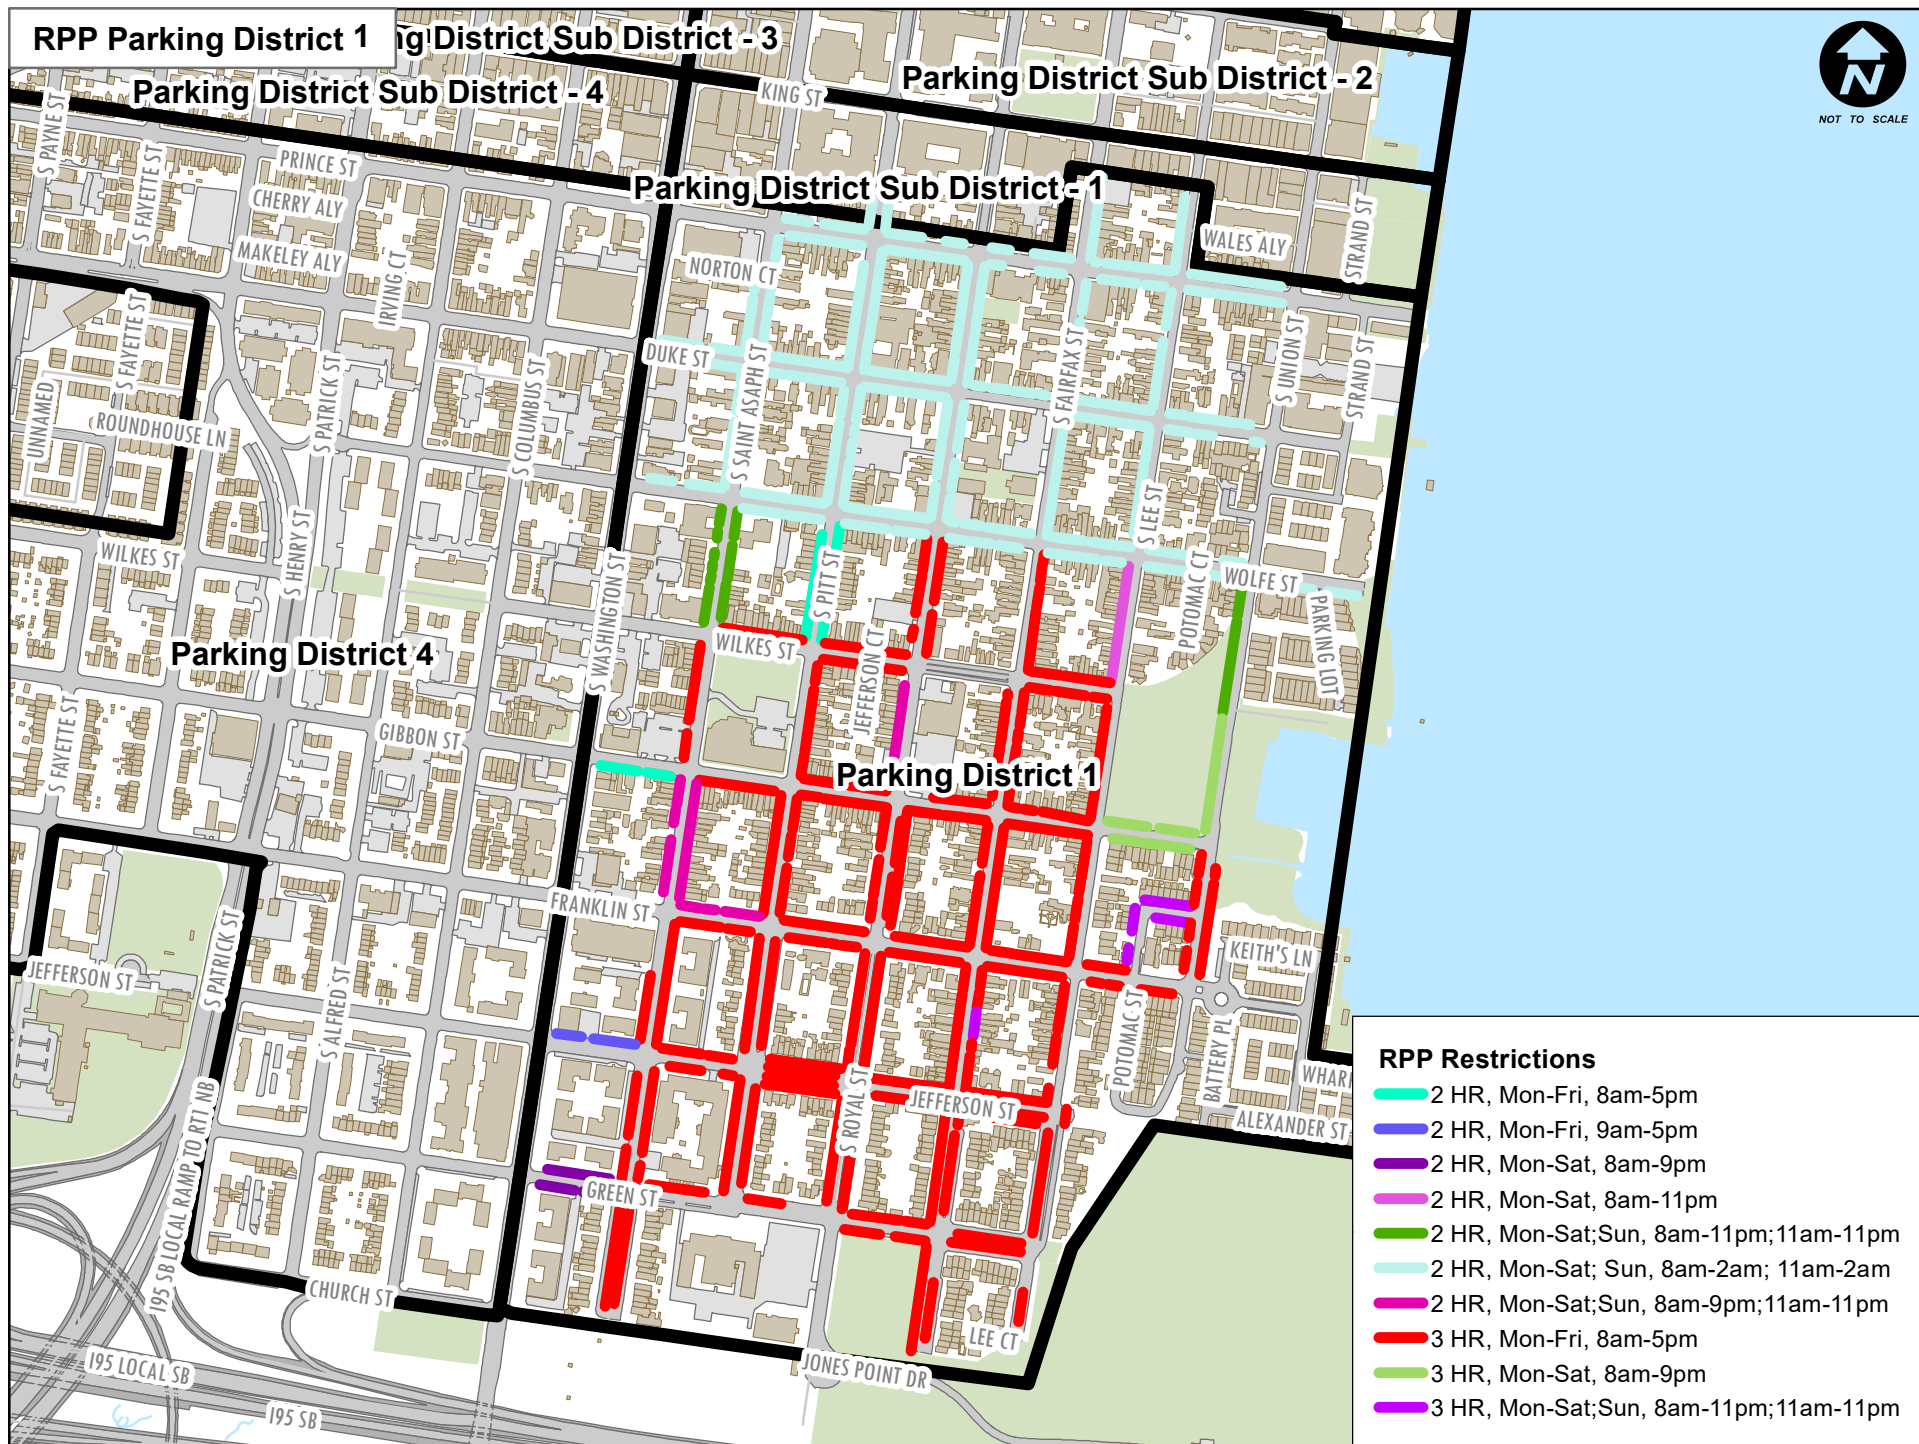 RPP Parking District 1
ng District Sub District - 3
Parking District Sub District - 2
Parking District Sub District - 4
N
NOT TO SCALE
KING ST
S PAYNE ST
S FAYETTE ST
PRINCE ST
CHERRY ALY
MAKELEY ALY
IRVING CT
Parking District Sub District - 1
NORTON CT
WALES ALY
STRAND ST
S FAYETTE ST
UNNAMED
ROUNDHOUSE LN
S PATRICK ST
S COLUMBUS ST
DUKE ST
S SAINT ASAPH ST
S FAIRFAX ST
S UNION ST
STRAND ST
WILKES ST
S HENRY ST
S WASHINGTON ST
S PITT ST
S LEE ST
POTOMAC CT
WOLFE ST
PARKING LOT
Parking District 4
WILKES ST
JEFFERSON CT
S FAYETTE ST
GIBBON ST
Parking District 1
FRANKLIN ST
JEFFERSON ST
S PATRICK ST
S ALFRED ST
KEITH'S LN
POTOMAC ST
BATTERY PL
WHARF
ALEXANDER ST
S ROYAL ST
JEFFERSON ST
I95 SB LOCAL RAMP TO RT1 NB
GREEN ST
CHURCH ST
LEE CT
JONES POINT DR
I95 LOCAL SB
I95 SB
RPP Restrictions
2 HR, Mon-Fri, 8am-5pm
2 HR, Mon-Fri, 9am-5pm
2 HR, Mon-Sat, 8am-9pm
2 HR, Mon-Sat, 8am-11pm
2 HR, Mon-Sat;Sun, 8am-11pm;11am-11pm
2 HR, Mon-Sat; Sun, 8am-2am; 11am-2am
2 HR, Mon-Sat;Sun, 8am-9pm;11am-11pm
3 HR, Mon-Fri, 8am-5pm
3 HR, Mon-Sat, 8am-9pm
3 HR, Mon-Sat;Sun, 8am-11pm;11am-11pm